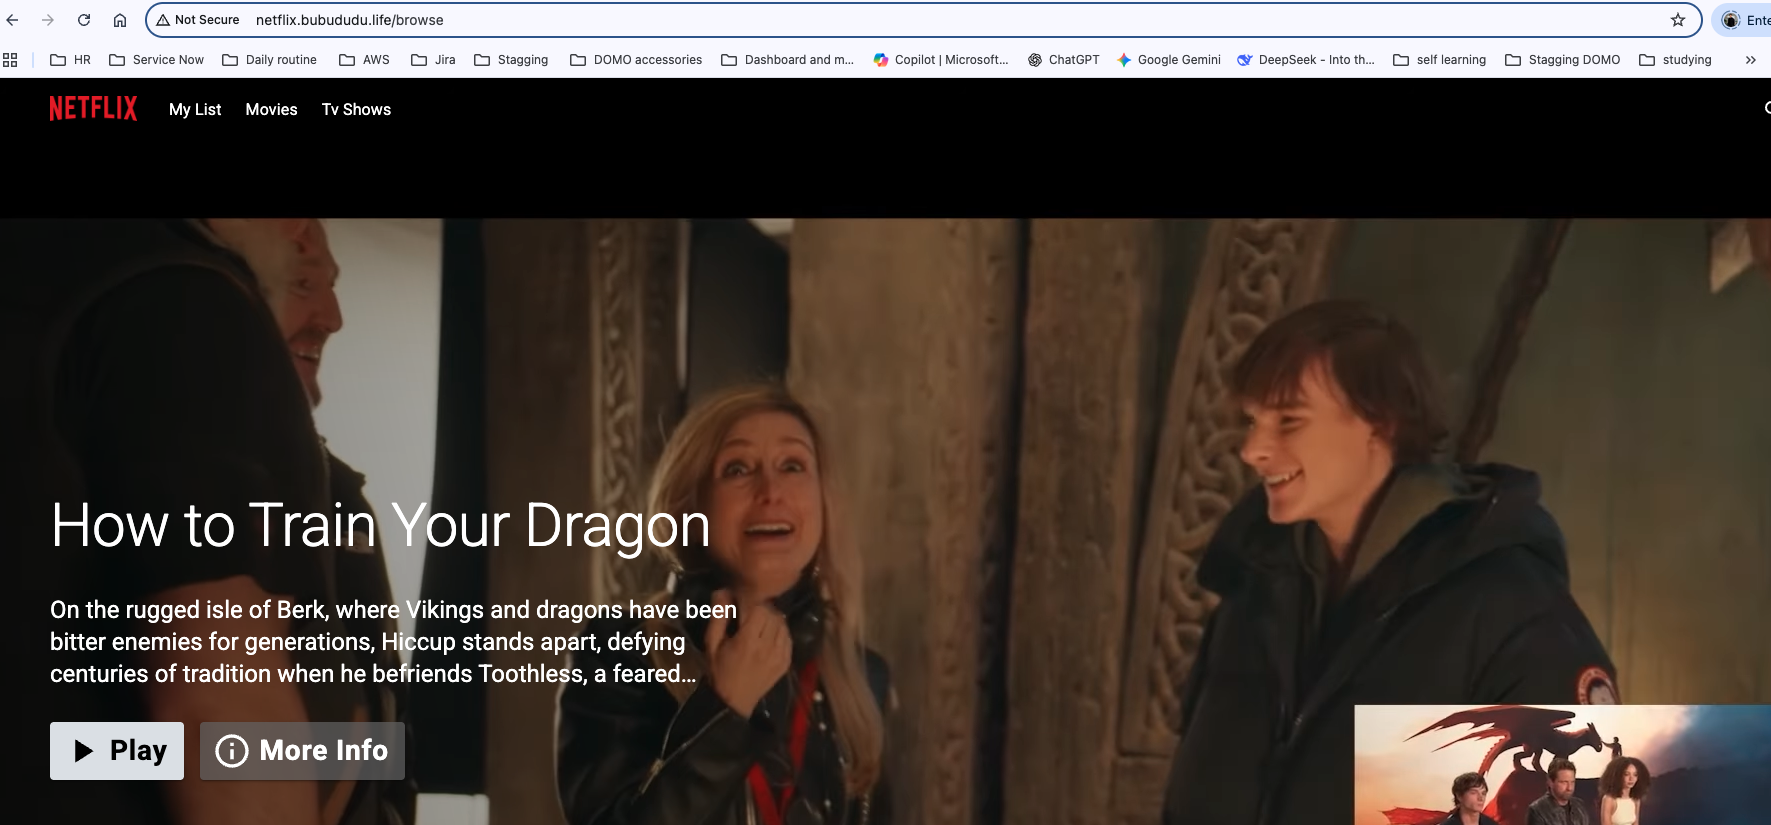 Not Secure netflix.bubududu.life/browse
HR Service Now Daily routine AWS Jira Stagging DOMO accessories Dashboard and m... Copilot | Microsoft... ChatGPT Google Gemini DeepSeek - Into th... self learning Stagging DOMO studying
NETFLIX My List Movies Tv Shows
How to Train Your Dragon
On the rugged isle of Berk, where Vikings and dragons have been
bitter enemies for generations, Hiccup stands apart, defying
centuries of tradition when he befriends Toothless, a feared...
Play More Info